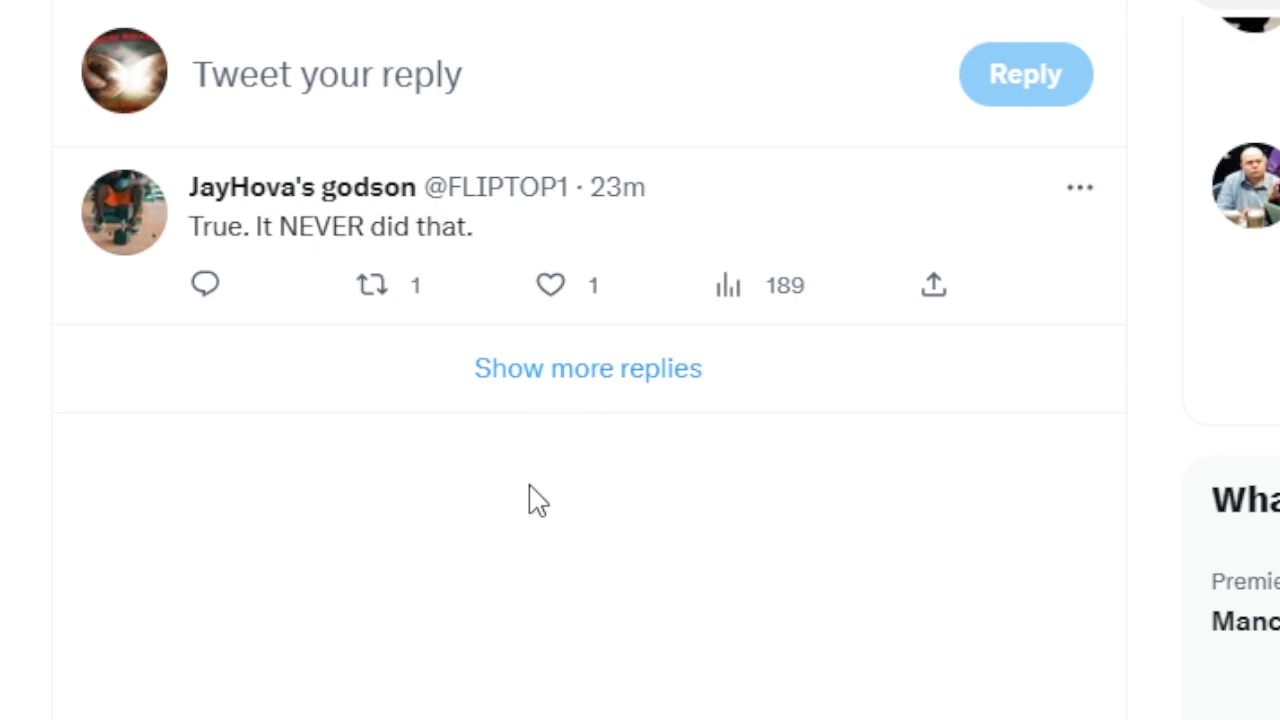 Tweet your reply
Reply
JayHova's godson @FLIPTOP1 · 23m
True. It NEVER did that.
1 1 189
Show more replies
Wha
Premie
Manc